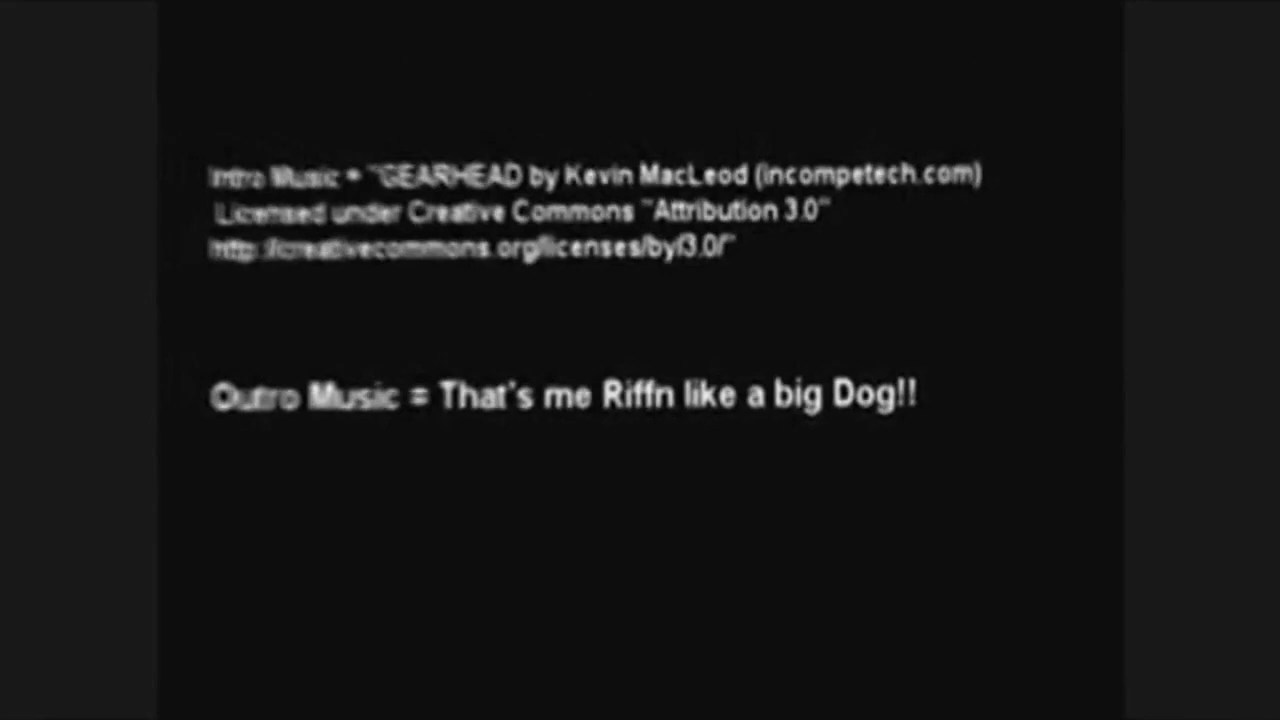 Intro Music = "GEARHEAD by Kevin MacLeod (incompetech.com)
Licensed under Creative Commons "Attribution 3.0"
http://creativecommons.org/licenses/by/3.0/"
Outro Music = That's me Riffn like a big Dog!!